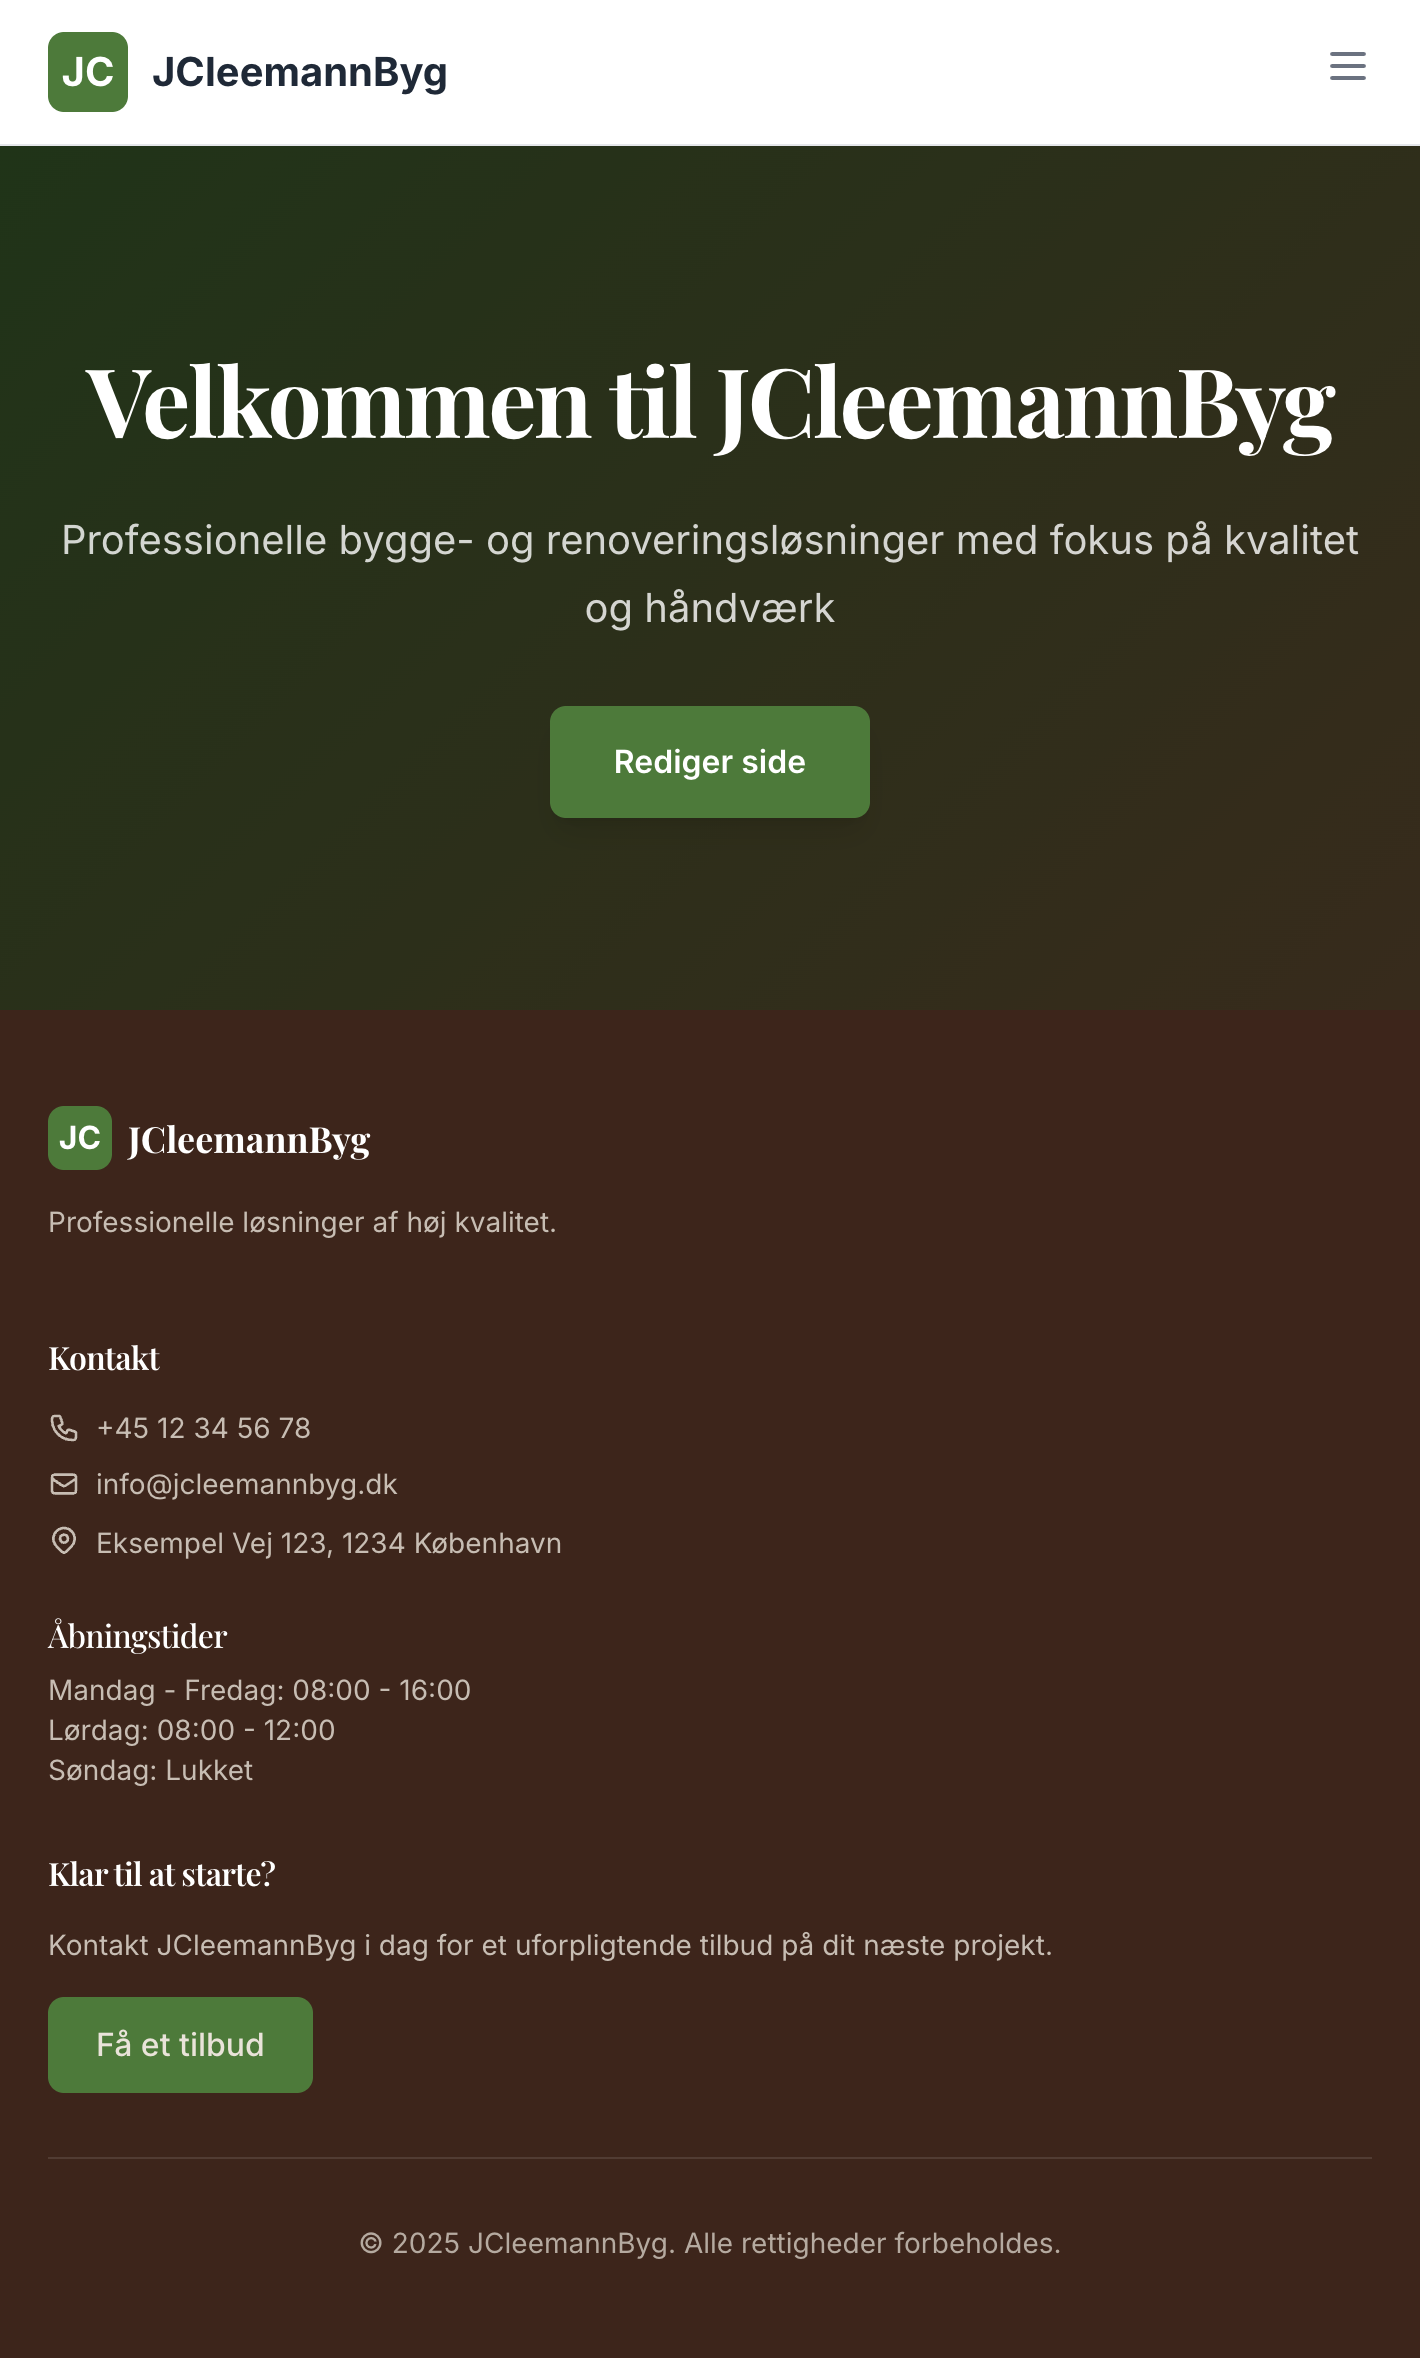 JC JCleemannByg
Velkommen til JCleemannByg
Professionelle bygge- og renoveringsløsninger med fokus på kvalitet
og håndværk
Rediger side
JC JCleemannByg
Professionelle løsninger af høj kvalitet.
Kontakt
+45 12 34 56 78
info@jcleemannbyg.dk
Eksempel Vej 123, 1234 København
Åbningstider
Mandag - Fredag: 08:00 - 16:00
Lørdag: 08:00 - 12:00
Søndag: Lukket
Klar til at starte?
Kontakt JCleemannByg i dag for et uforpligtende tilbud på dit næste projekt.
Få et tilbud
© 2025 JCleemannByg. Alle rettigheder forbeholdes.